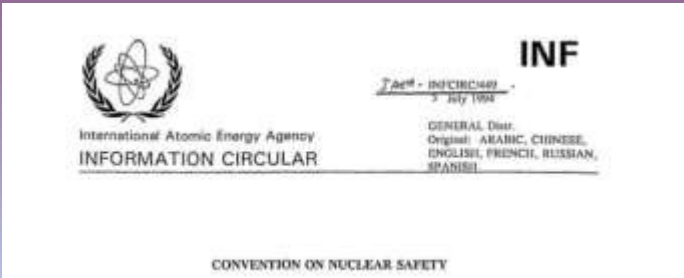 INF
IAEA - INFCIRC/449
5 July 1994
International Atomic Energy Agency
INFORMATION CIRCULAR
GENERAL Distr.
Original: ARABIC, CHINESE,
ENGLISH, FRENCH, RUSSIAN,
SPANISH
CONVENTION ON NUCLEAR SAFETY